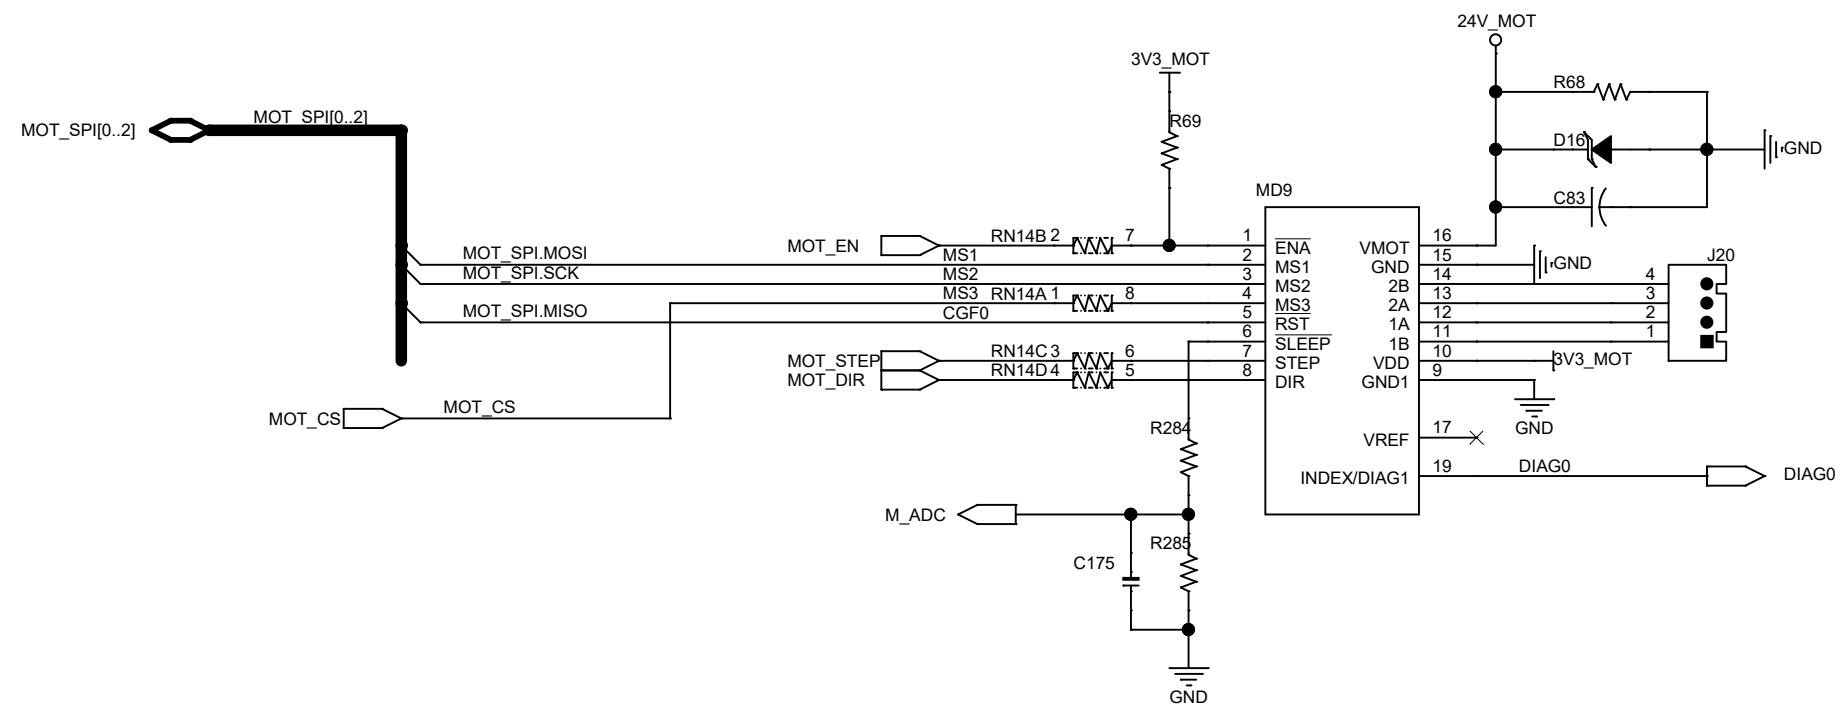 24V_MOT
3V3_MOT
R68
MOT_SPI[0..2]
MOT_SPI[0..2]
R69
D16
GND
MD9
C83
MOT_EN
RN14B 2
7
1
ENA
VMOT
16
MOT_SPI.MOSI
MS1
2
MS1
GND
15
GND
J20
MOT_SPI.SCK
MS2
3
MS2
2B
14
4
MS3
RN14A 1
8
4
MS3
2A
13
3
MOT_SPI.MISO
CGF0
5
RST
1A
12
2
6
SLEEP
1B
11
1
MOT_STEP
RN14C 3
6
7
STEP
VDD
10
3V3_MOT
MOT_DIR
RN14D 4
5
8
DIR
GND1
9
MOT_CS
MOT_CS
R284
GND
VREF
17
INDEX/DIAG1
19
DIAG0
DIAG0
M_ADC
R285
C175
GND